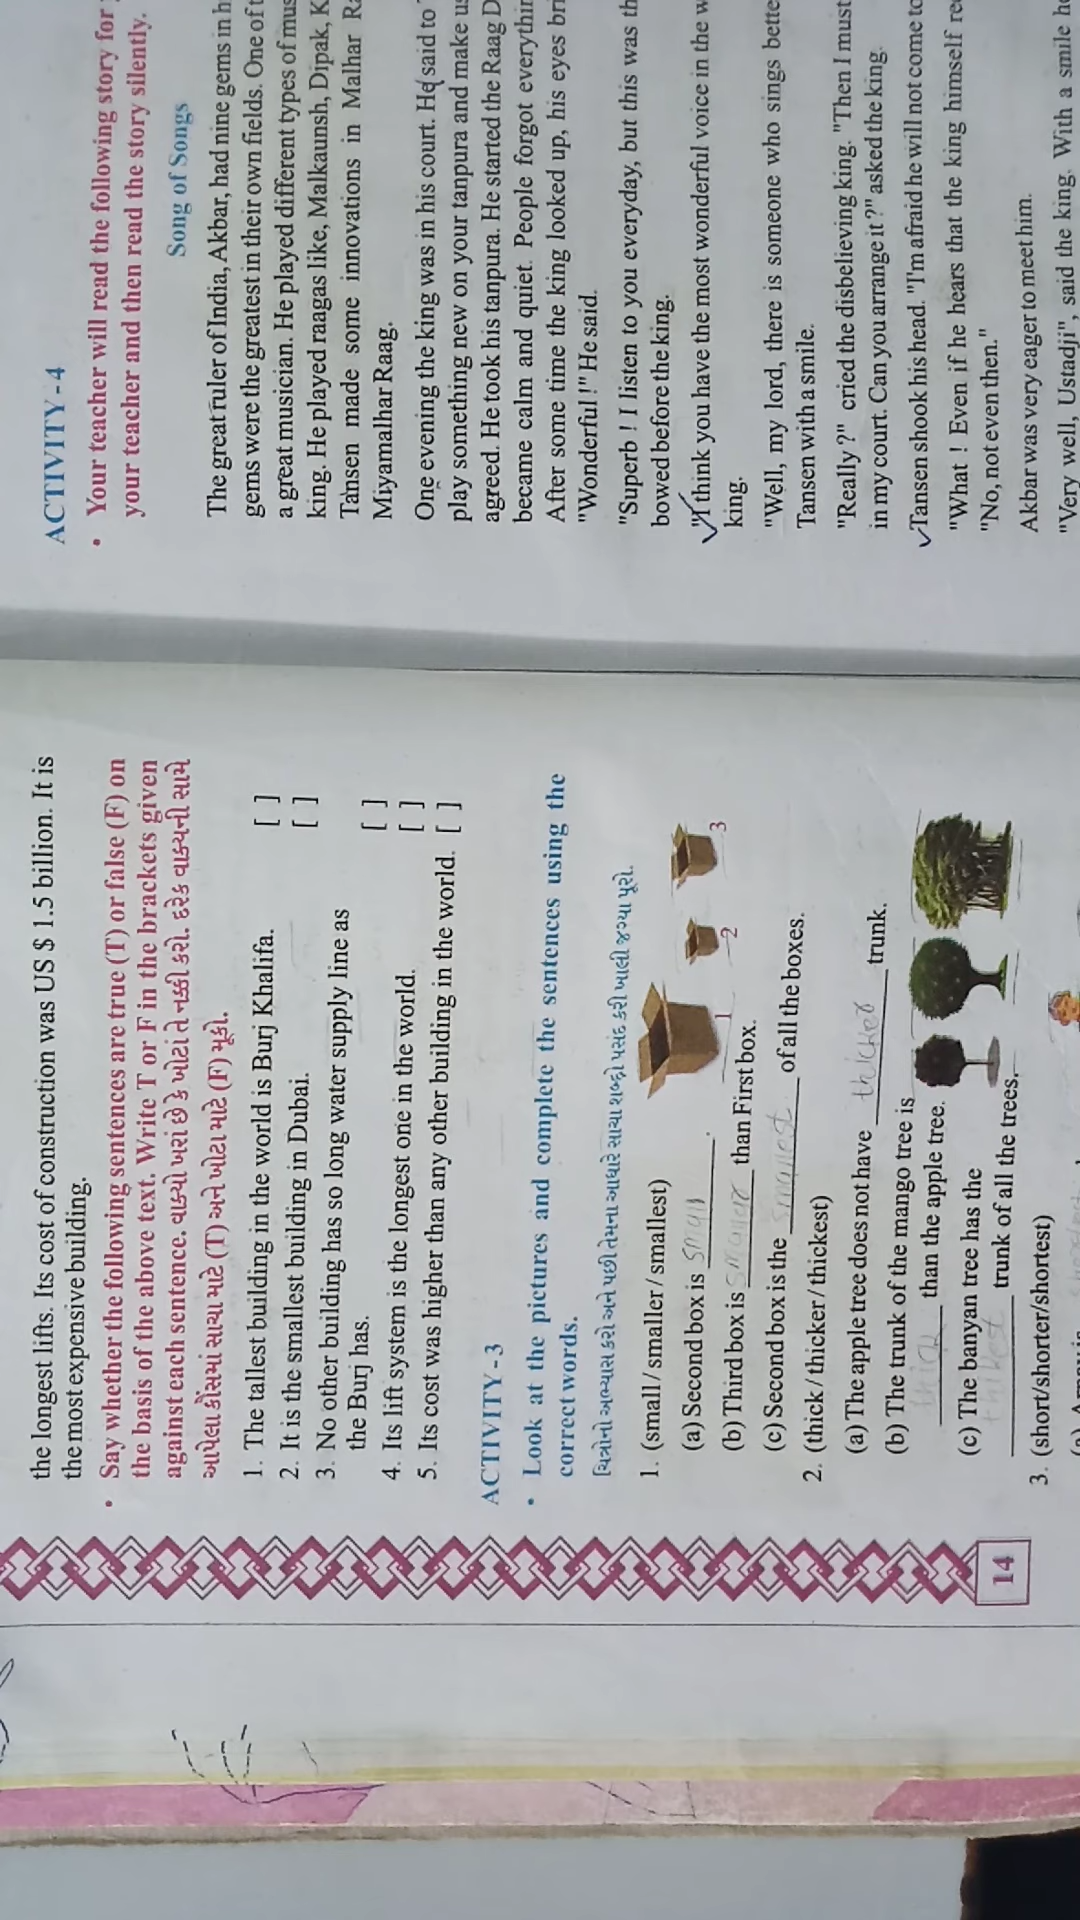 the longest lifts. Its cost of construction was US $ 1.5 billion. It is
the most expensive building.
• Say whether the following sentences are true (T) or false (F) on
the basis of the above text. Write T or F in the brackets given
against each sentence. વાક્યો ખરાં છે કે ખોટાં તે નક્કી કરો. દરેક વાક્યની સામે
આપેલા કૌંસમાં સાચા માટે (T) અને ખોટા માટે (F) મૂકો.
1. The tallest building in the world is Burj Khalifa. [ ]
2. It is the smallest building in Dubai. [ ]
3. No other building has so long water supply line as
the Burj has. [ ]
4. Its lift system is the longest one in the world. [ ]
5. Its cost was higher than any other building in the world. [ ]
ACTIVITY - 3
• Look at the pictures and complete the sentences using the
correct words.
ચિત્રોનો અભ્યાસ કરો અને પછી તેમના આધારે સાચા શબ્દો પસંદ કરી ખાલી જગ્યા પૂરો.
1. (small / smaller / smallest)
(a) Second box is small.
(b) Third box is smaller than First box.
(c) Second box is the smallest of all the boxes.
1 2 3
2. (thick / thicker / thickest)
(a) The apple tree does not have thicker trunk.
(b) The trunk of the mango tree is
thick than the apple tree.
(c) The banyan tree has the
thikest trunk of all the trees.
3. (short/shorter/shortest)
14
ACTIVITY - 4
• Your teacher will read the following story for
your teacher and then read the story silently.
Song of Songs
The great ruler of India, Akbar, had nine gems in h
gems were the greatest in their own fields. One of t
a great musician. He played different types of mus
king. He played raagas like, Malkaunsh, Dipak, K
Tansen made some innovations in Malhar Ra
Miyamalhar Raag.
One evening the king was in his court. He said to
play something new on your tanpura and make us
agreed. He took his tanpura. He started the Raag D
became calm and quiet. People forgot everythin
After some time the king looked up, his eyes bri
"Wonderful !" He said.
"Superb ! I listen to you everyday, but this was th
bowed before the king.
"I think you have the most wonderful voice in the w
king.
"Well, my lord, there is someone who sings bette
Tansen with a smile.
"Really ?" cried the disbelieving king. "Then I must
in my court. Can you arrange it ?" asked the king.
Tansen shook his head. "I'm afraid he will not come to
"What ! Even if he hears that the king himself re
"No, not even then."
Akbar was very eager to meet him.
"Very well, Ustadji", said the king. With a smile he